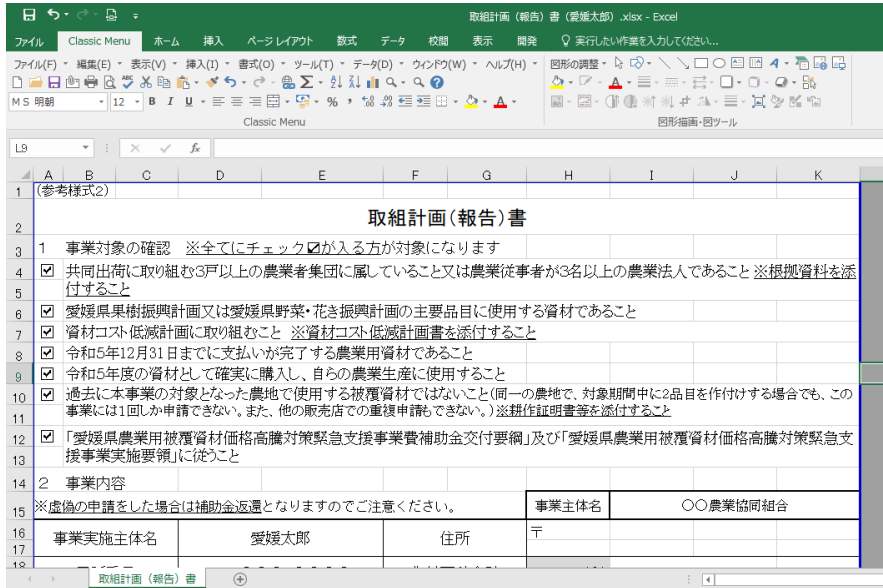 取組計画（報告）書（愛媛太郎）.xlsx - Excel
ファイル Classic Menu ホーム 挿入 ページ レイアウト 数式 データ 校閲 表示 開発 実行したい作業を入力してください...
ファイル(F) 編集(E) 表示(V) 挿入(I) 書式(O) ツール(T) データ(D) ウィンドウ(W) ヘルプ(H) 図形の調整
ＭＳ 明朝 12 B I U
Classic Menu 図形描画・図ツール
L9 fx
A B C D E F G H I J K
1 (参考様式2)
2 取組計画(報告)書
3 1 事業対象の確認 ※全てにチェック☑が入る方が対象になります
4 ☑ 共同出荷に取り組む3戸以上の農業者集団に属していること又は農業従事者が3名以上の農業法人であること ※根拠資料を添
5 付すること
6 ☑ 愛媛県果樹振興計画又は愛媛県野菜・花き振興計画の主要品目に使用する資材であること
7 ☑ 資材コスト低減計画に取り組むこと ※資材コスト低減計画書を添付すること
8 ☑ 令和5年12月31日までに支払いが完了する農業用資材であること
9 ☑ 令和5年度の資材として確実に購入し、自らの農業生産に使用すること
10 ☑ 過去に本事業の対象となった農地で使用する被覆資材ではないこと(同一の農地で、対象期間中に2品目を作付けする場合でも、この
11 事業には1回しか申請できない。また、他の販売店での重複申請もできない。)※耕作証明書等を添付すること
12 ☑ 「愛媛県農業用被覆資材価格高騰対策緊急支援事業費補助金交付要綱」及び「愛媛県農業用被覆資材価格高騰対策緊急支
13 援事業実施要領」に従うこと
14 2 事業内容
15 ※虚偽の申請をした場合は補助金返還となりますのでご注意ください。 事業主体名 〇〇農業協同組合
16 事業実施主体名 愛媛太郎 住所 〒
17
18
取組計画（報告）書